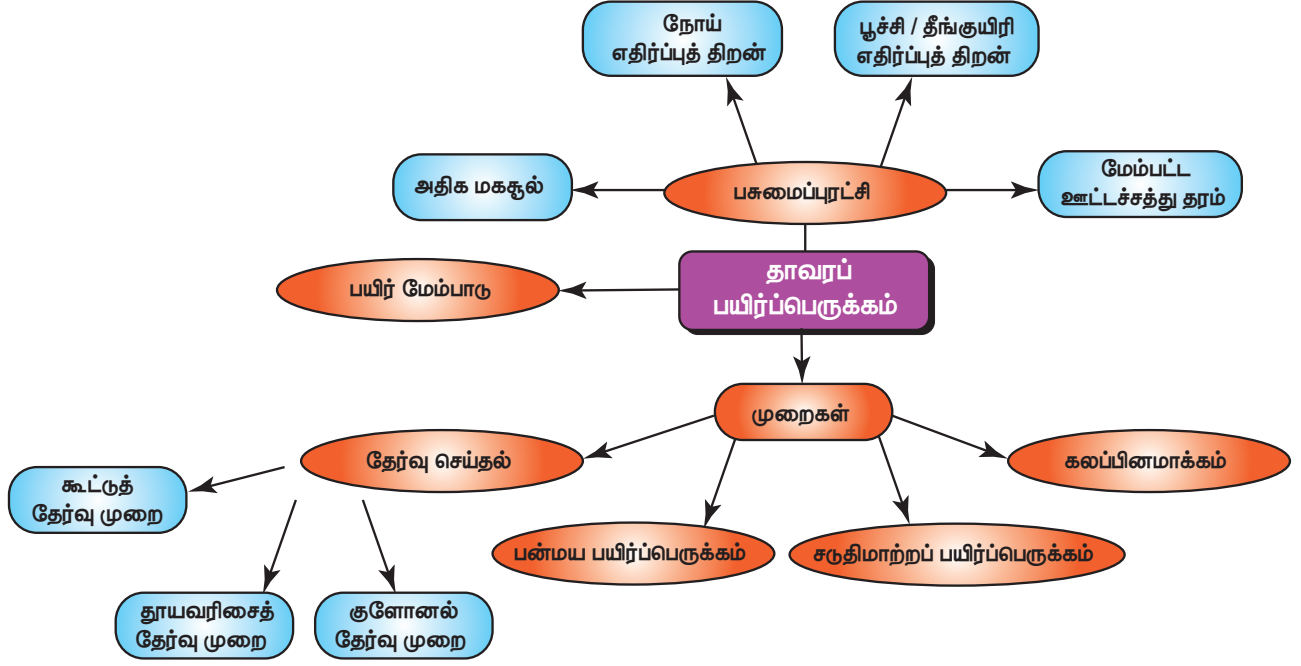 நோய்
எதிர்ப்புத் திறன்
பூச்சி / தீங்குயிரி
எதிர்ப்புத் திறன்
அதிக மகசூல்
பசுமைப்புரட்சி
மேம்பட்ட
ஊட்டச்சத்து தரம்
பயிர் மேம்பாடு
தாவரப்
பயிர்ப்பெருக்கம்
முறைகள்
தேர்வு செய்தல்
கலப்பினமாக்கம்
கூட்டுத்
தேர்வு முறை
பன்மய பயிர்ப்பெருக்கம்
சடுதிமாற்றப் பயிர்ப்பெருக்கம்
தூயவரிசைத்
தேர்வு முறை
குளோனல்
தேர்வு முறை